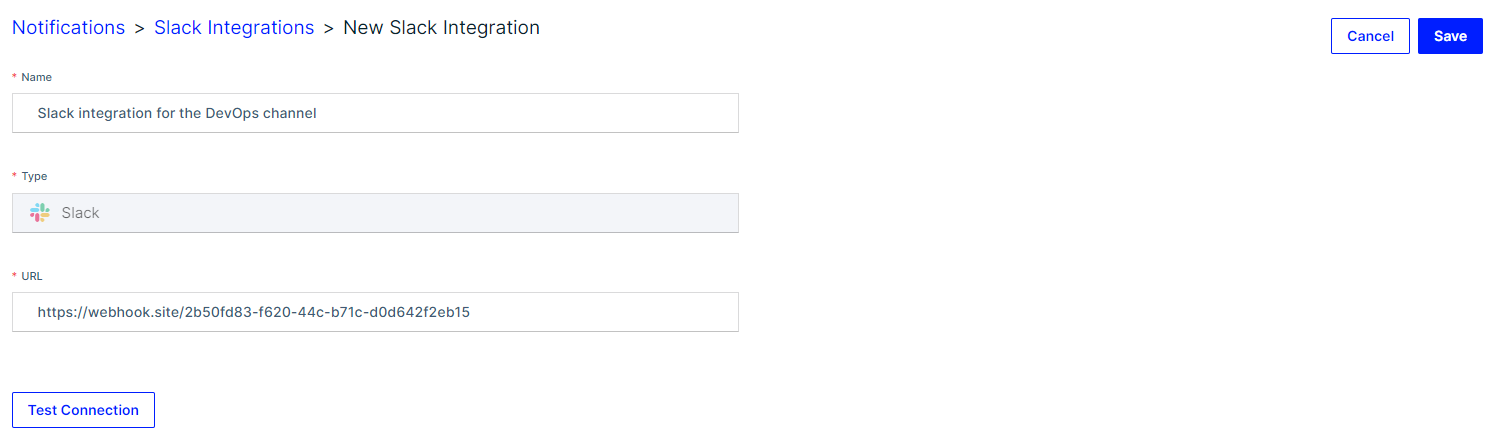 Notifications > Slack Integrations > New Slack Integration
Cancel
Save
* Name
Slack integration for the DevOps channel
* Type
Slack
* URL
https://webhook.site/2b50fd83-f620-44c-b71c-d0d642f2eb15
Test Connection